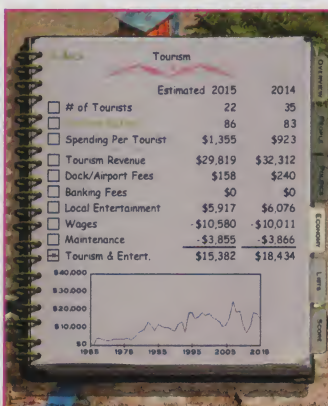 Back
Tourism
Estimated 2015 2014
# of Tourists 22 35
86 83
Spending Per Tourist $1,355 $923
Tourism Revenue $29,819 $32,312
Dock/Airport Fees $158 $240
Banking Fees $0 $0
Local Entertainment $5,917 $6,076
Wages -$10,580 -$10,011
Maintenance -$3,855 -$3,866
Tourism & Entert. $15,382 $18,434
$40,000
$30,000
$20,000
$10,000
$0
1965 1975 1985 1995 2005 2015
OVERVIEW
PEOPLE
ECONOMY
LISTS
SCOPE